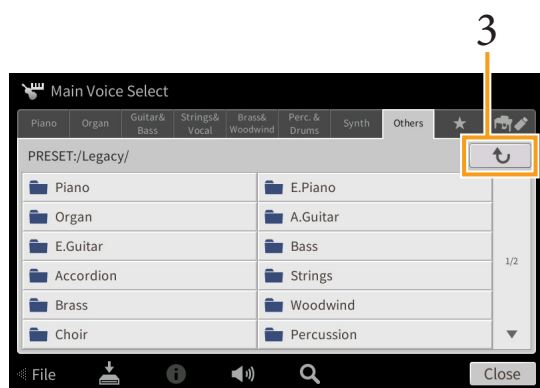 3
Main Voice Select
Piano Organ Guitar& Bass Strings& Vocal Brass& Woodwind Perc. & Drums Synth Others
PRESET:/Legacy/
Piano E.Piano
Organ A.Guitar
E.Guitar Bass
Accordion Strings
1/2
Brass Woodwind
Choir Percussion
File Close